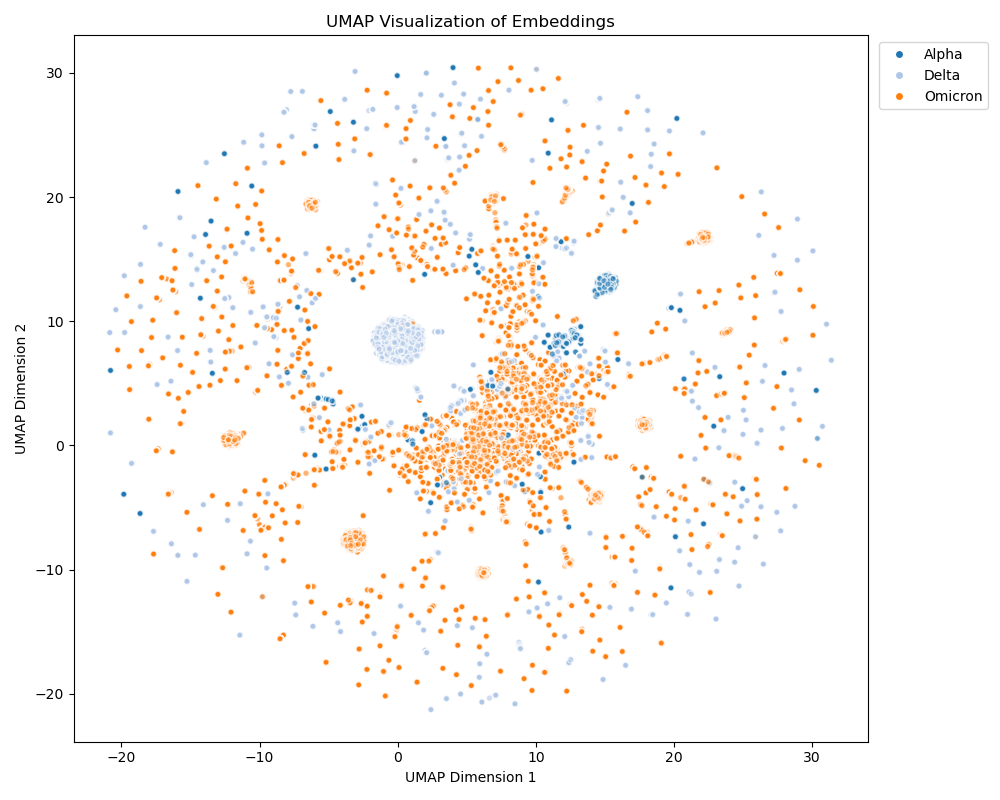 UMAP Visualization of Embeddings
Alpha
Delta
Omicron
30
20
10
0
−10
−20
UMAP Dimension 2
−20
−10
0
10
20
30
UMAP Dimension 1